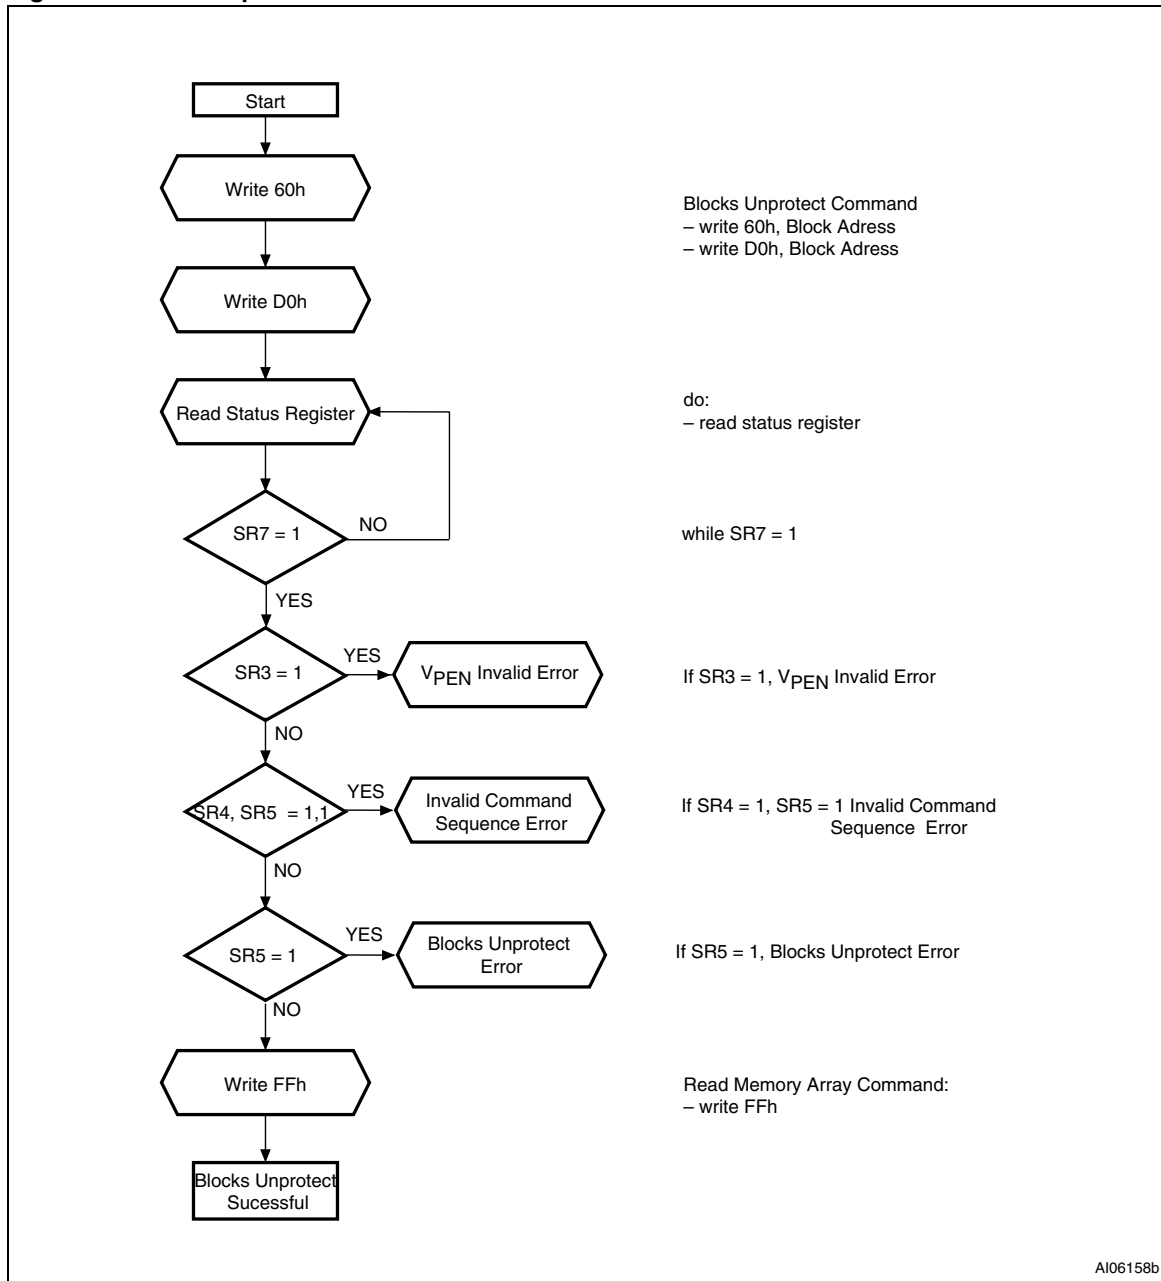 Start
Write 60h
Blocks Unprotect Command
– write 60h, Block Adress
– write D0h, Block Adress
Write D0h
Read Status Register
do:
– read status register
SR7 = 1
NO
while SR7 = 1
YES
SR3 = 1
YES
VPEN Invalid Error
If SR3 = 1, VPEN Invalid Error
NO
SR4, SR5 = 1,1
YES
Invalid Command
Sequence Error
If SR4 = 1, SR5 = 1 Invalid Command
Sequence Error
NO
SR5 = 1
YES
Blocks Unprotect
Error
If SR5 = 1, Blocks Unprotect Error
NO
Write FFh
Read Memory Array Command:
– write FFh
Blocks Unprotect
Sucessful
AI06158b